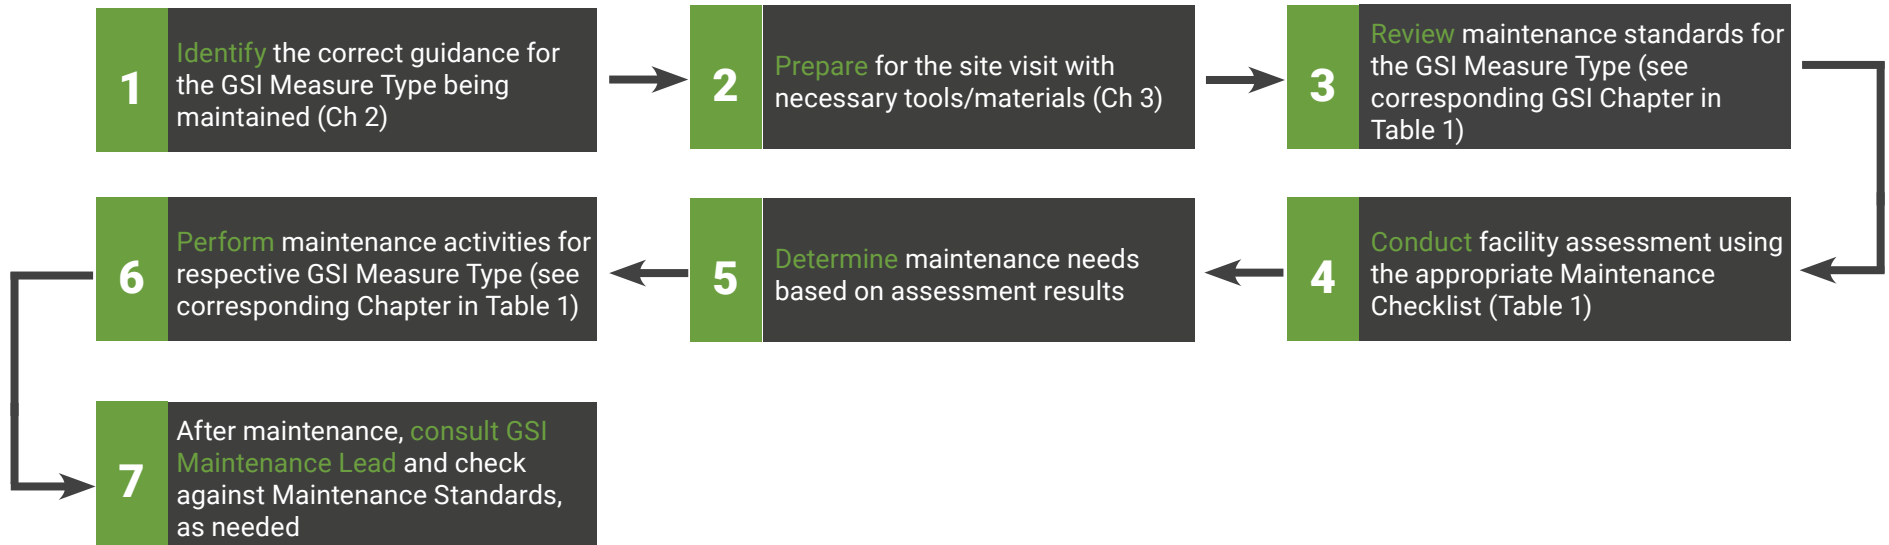 1
Identify the correct guidance for
the GSI Measure Type being
maintained (Ch 2)
2
Prepare for the site visit with
necessary tools/materials (Ch 3)
3
Review maintenance standards for
the GSI Measure Type (see
corresponding GSI Chapter in
Table 1)
4
Conduct facility assessment using
the appropriate Maintenance
Checklist (Table 1)
5
Determine maintenance needs
based on assessment results
6
Perform maintenance activities for
respective GSI Measure Type (see
corresponding Chapter in Table 1)
7
After maintenance, consult GSI
Maintenance Lead and check
against Maintenance Standards,
as needed